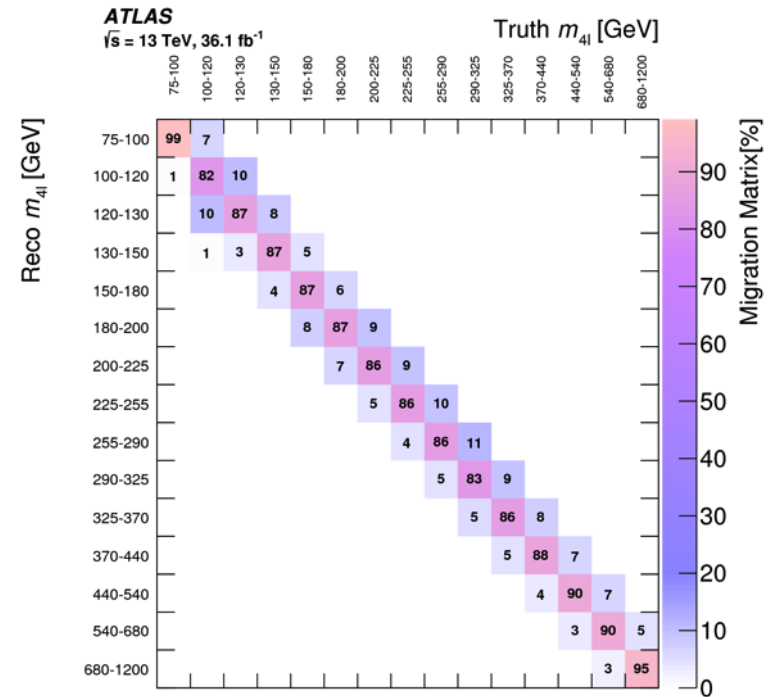 ATLAS
√s = 13 TeV, 36.1 fb⁻¹
Truth m4l [GeV]
75-100
100-120
120-130
130-150
150-180
180-200
200-225
225-255
255-290
290-325
325-370
370-440
440-540
540-680
680-1200
Reco m4l [GeV]
75-100 99 7
100-120 1 82 10
120-130 10 87 8
130-150 1 3 87 5
150-180 4 87 6
180-200 8 87 9
200-225 7 86 9
225-255 5 86 10
255-290 4 86 11
290-325 5 83 9
325-370 5 86 8
370-440 5 88 7
440-540 4 90 7
540-680 3 90 5
680-1200 3 95
90
80
70
60
50
40
30
20
10
0
Migration Matrix[%]